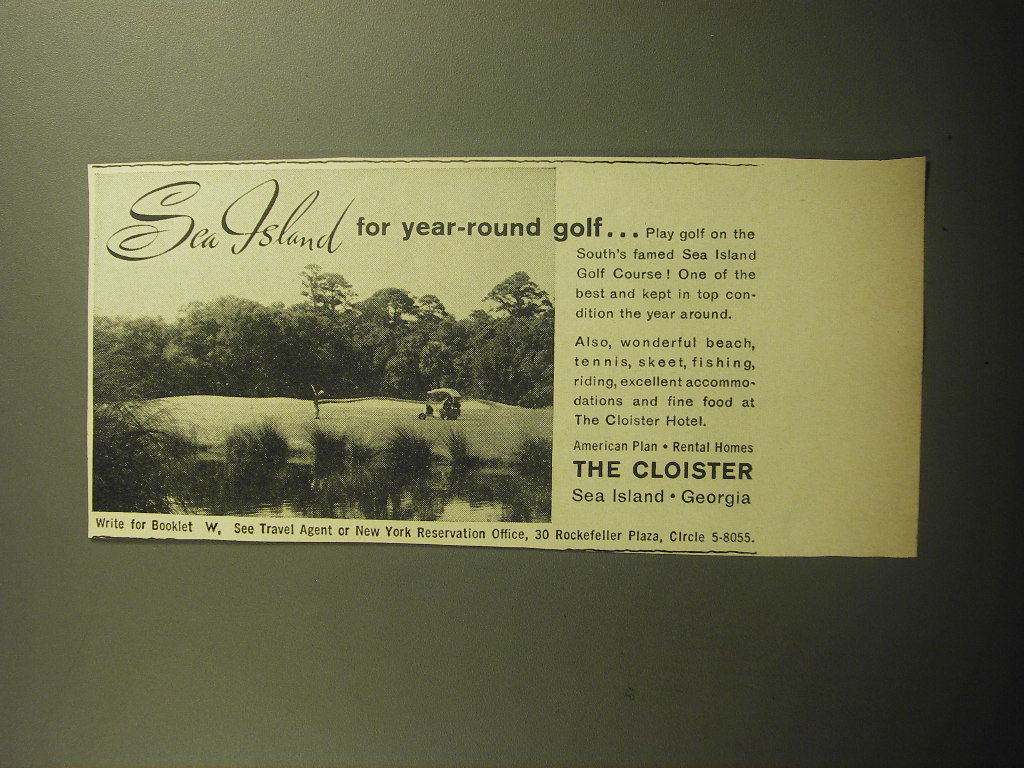 Sea Island for year-round golf... Play golf on the
South's famed Sea Island
Golf Course! One of the
best and kept in top con-
dition the year around.
Also, wonderful beach,
tennis, skeet, fishing,
riding, excellent accommo-
dations and fine food at
The Cloister Hotel.
American Plan • Rental Homes
THE CLOISTER
Sea Island • Georgia
Write for Booklet W, See Travel Agent or New York Reservation Office, 30 Rockefeller Plaza, Circle 5-8055.